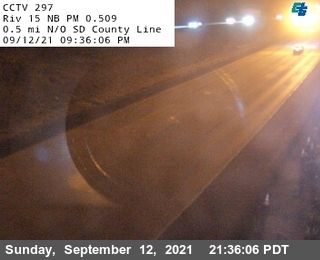 CCTV 297
Riv 15 NB PM 0.509
0.5 mi N/O SD County Line
09/12/21 09:36:06 PM
Sunday, September 12, 2021 21:36:06 PDT